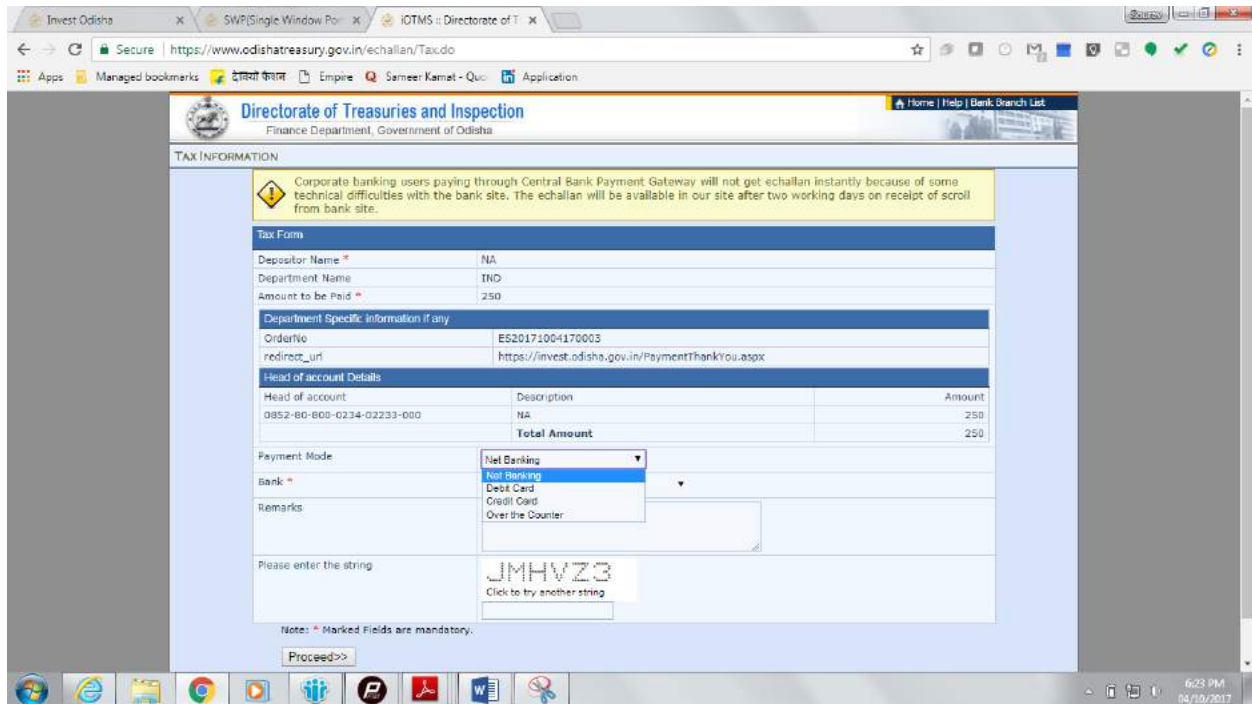 Invest Odisha
SWP(Single Window Por
iOTMS :: Directorate of T
Secure
https://www.odishatreasury.gov.in/echallan/Tax.do
Apps
Managed bookmarks
Empire
Sameer Kamat - Quo
Application
Directorate of Treasuries and Inspection
Finance Department, Government of Odisha
Home | Help | Bank Branch List
TAX INFORMATION
Corporate banking users paying through Central Bank Payment Gateway will not get echallan instantly because of some
technical difficulties with the bank site. The echallan will be available in our site after two working days on receipt of scroll
from bank site.
Tax Form
Depositor Name * NA
Department Name IND
Amount to be Paid * 250
Department Specific information if any
OrderNo ES20171004170003
redirect_url https://invest.odisha.gov.in/PaymentThankYou.aspx
Head of account Details
Head of account Description Amount
0852-80-800-0234-02233-000 NA 250
Total Amount 250
Payment Mode Net Banking
Net Banking
Bank *
Debit Card
Credit Card
Remarks
Over the Counter
Please enter the string
JMHVZ3
Click to try another string
Note: * Marked Fields are mandatory.
Proceed>>
6:23 PM
04/10/2017